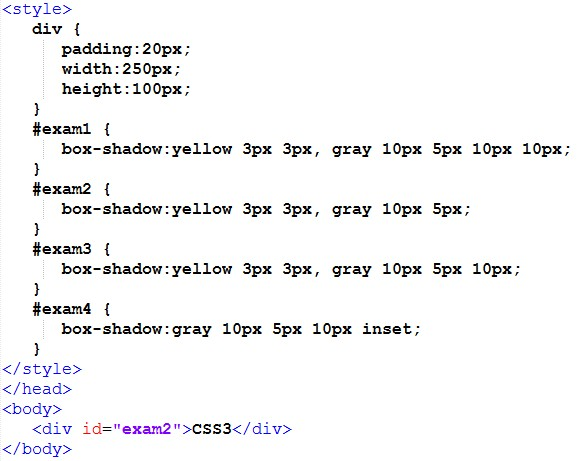 <style>
div {
padding:20px;
width:250px;
height:100px;
}
#exam1 {
box-shadow:yellow 3px 3px, gray 10px 5px 10px 10px;
}
#exam2 {
box-shadow:yellow 3px 3px, gray 10px 5px;
}
#exam3 {
box-shadow:yellow 3px 3px, gray 10px 5px 10px;
}
#exam4 {
box-shadow:gray 10px 5px 10px inset;
}
</style>
</head>
<body>
<div id="exam2">CSS3</div>
</body>